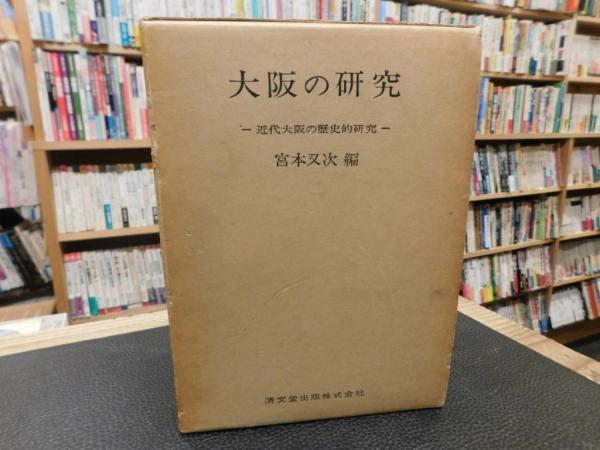 大阪の研究
－近代大阪の歴史的研究－
宮本又次 編
清文堂出版株式会社